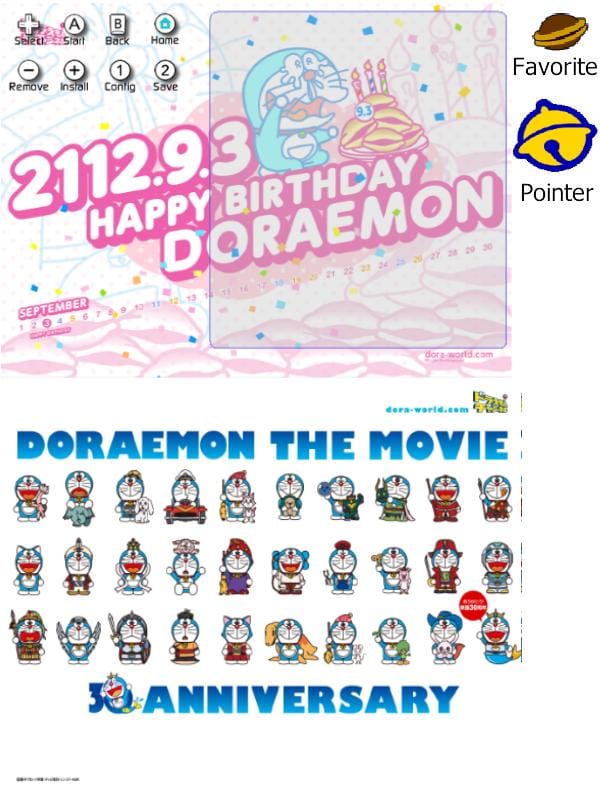 Select
Start
Back
Home
Remove
Install
Config
Save
Favorite
Pointer
9.3
2112.9.3
HAPPY BIRTHDAY
DORAEMON
SEPTEMBER
1 2 3 4 5 6 7 8 9 10 11 12 13 14 15 16 17 18 19 20 21 22 23 24 25 26 27 28 29 30
HAPPY BIRTHDAY
dora-world.com
dora-world.com
DORAEMON THE MOVIE
30 ANNIVERSARY